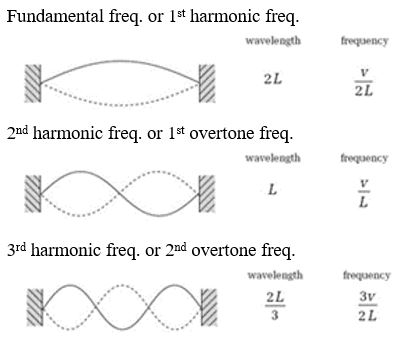 Fundamental freq. or 1st harmonic freq.
wavelength frequency
2L v/2L
2nd harmonic freq. or 1st overtone freq.
wavelength frequency
L v/L
3rd harmonic freq. or 2nd overtone freq.
wavelength frequency
2L/3 3v/2L